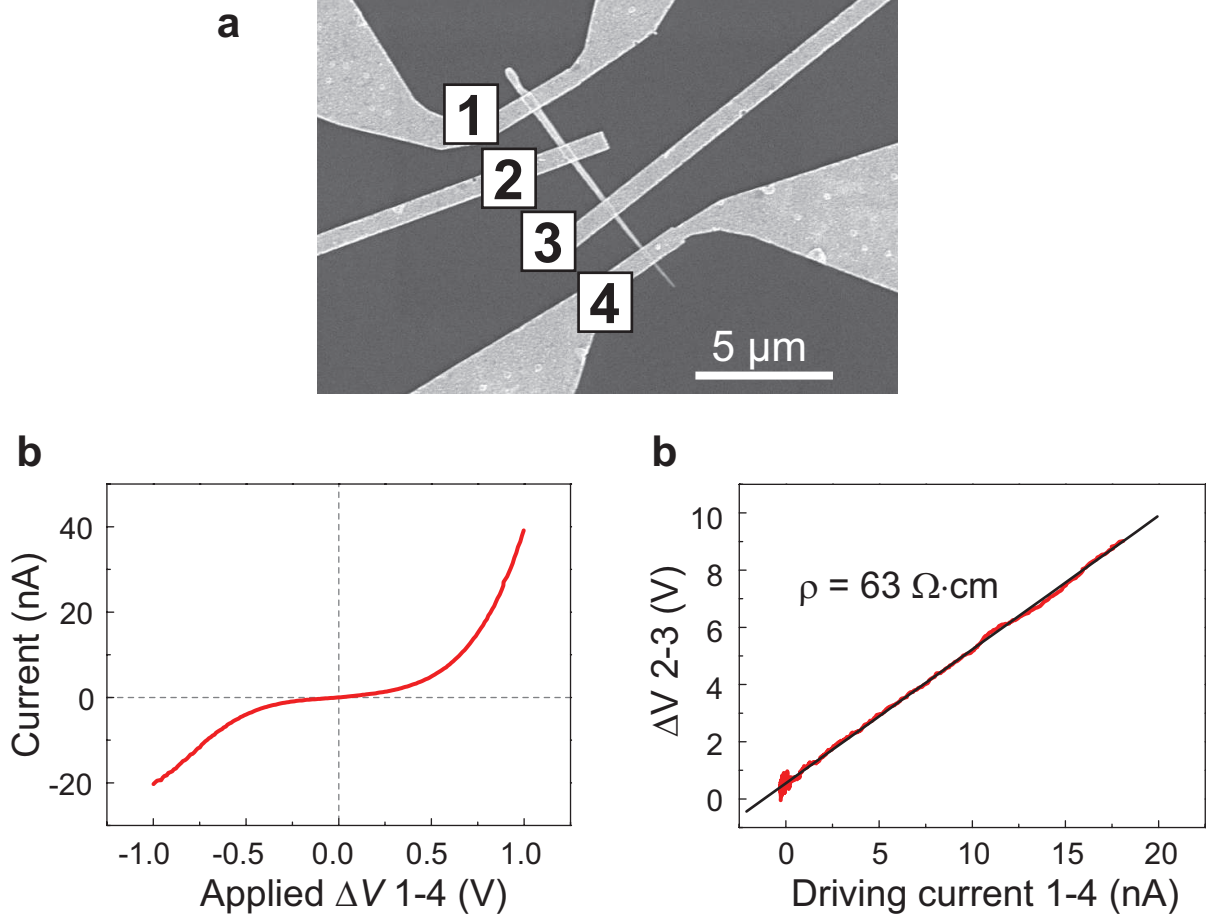 a
1
2
3
4
5 μm
b
40
20
0
-20
Current (nA)
-1.0 -0.5 0.0 0.5 1.0
Applied ΔV 1-4 (V)
b
10
8
6
4
2
0
ΔV 2-3 (V)
ρ = 63 Ω·cm
0 5 10 15 20
Driving current 1-4 (nA)